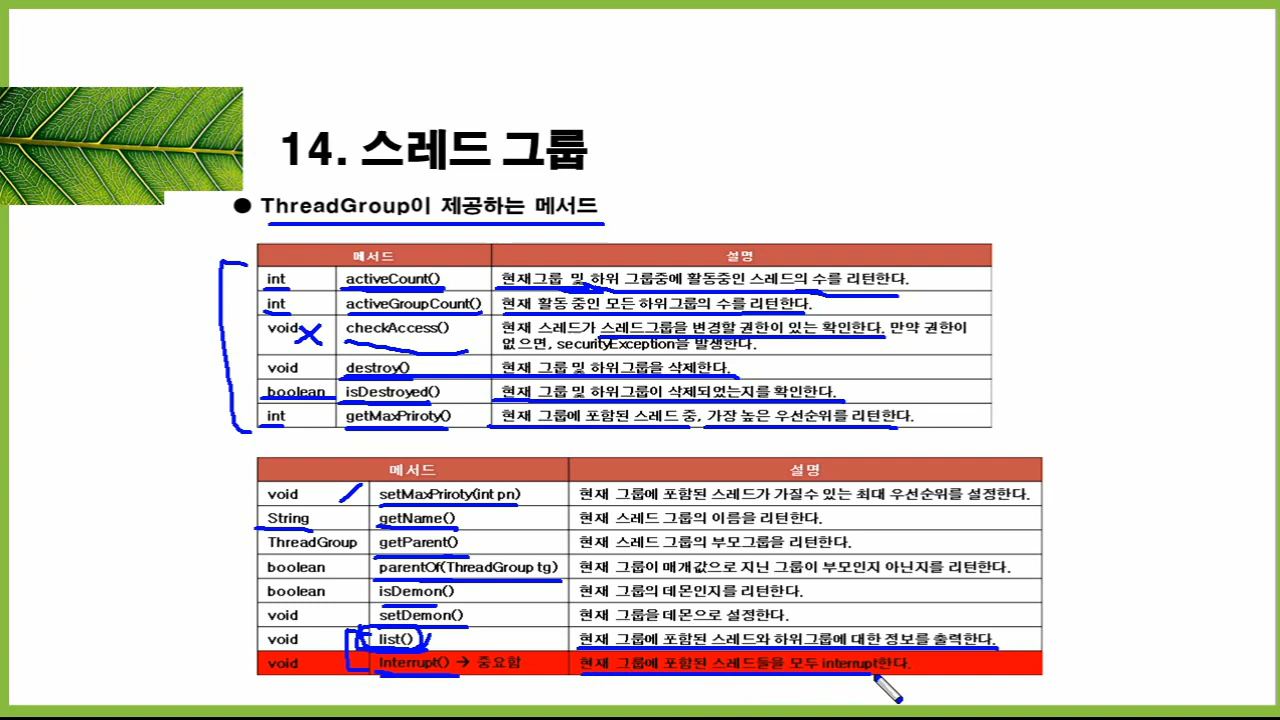 14. 스레드 그룹
● ThreadGroup이 제공하는 메서드
메서드 설명
int activeCount() 현재그룹 및 하위 그룹중에 활동중인 스레드의 수를 리턴한다.
int activeGroupCount() 현재 활동 중인 모든 하위그룹의 수를 리턴한다.
void checkAccess() 현재 스레드가 스레드그룹을 변경할 권한이 있는 확인한다. 만약 권한이
없으면, securityException을 발생한다.
void destroy() 현재 그룹 및 하위그룹을 삭제한다.
boolean isDestroyed() 현재 그룹 및 하위그룹이 삭제되었는지를 확인한다.
int getMaxPriroty() 현재 그룹에 포함된 스레드 중, 가장 높은 우선순위를 리턴한다.
메서드 설명
void setMaxPriroty(int pn) 현재 그룹에 포함된 스레드가 가질수 있는 최대 우선순위를 설정한다.
String getName() 현재 스레드 그룹의 이름을 리턴한다.
ThreadGroup getParent() 현재 스레드 그룹의 부모그룹을 리턴한다.
boolean parentOf(ThreadGroup tg) 현재 그룹이 매개값으로 지닌 그룹이 부모인지 아닌지를 리턴한다.
boolean isDemon() 현재 그룹의 데몬인지를 리턴한다.
void setDemon() 현재 그룹을 데몬으로 설정한다.
void list() 현재 그룹에 포함된 스레드와 하위그룹에 대한 정보를 출력한다.
void Interrupt() → 중요함 현재 그룹에 포함된 스레드들을 모두 interrupt한다.